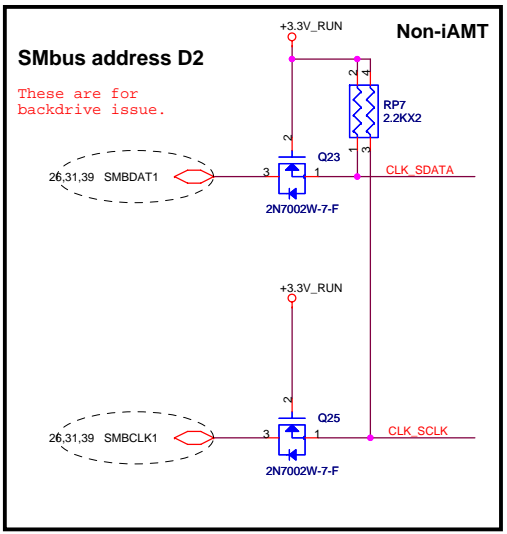 +3.3V_RUN
Non-iAMT
SMbus address D2
These are for
backdrive issue.
2 4
RP7
2.2KX2
1 3
2
Q23
26,31,39 SMBDAT1
3 1
CLK_SDATA
2N7002W-7-F
+3.3V_RUN
2
Q25
26,31,39 SMBCLK1
3 1
CLK_SCLK
2N7002W-7-F